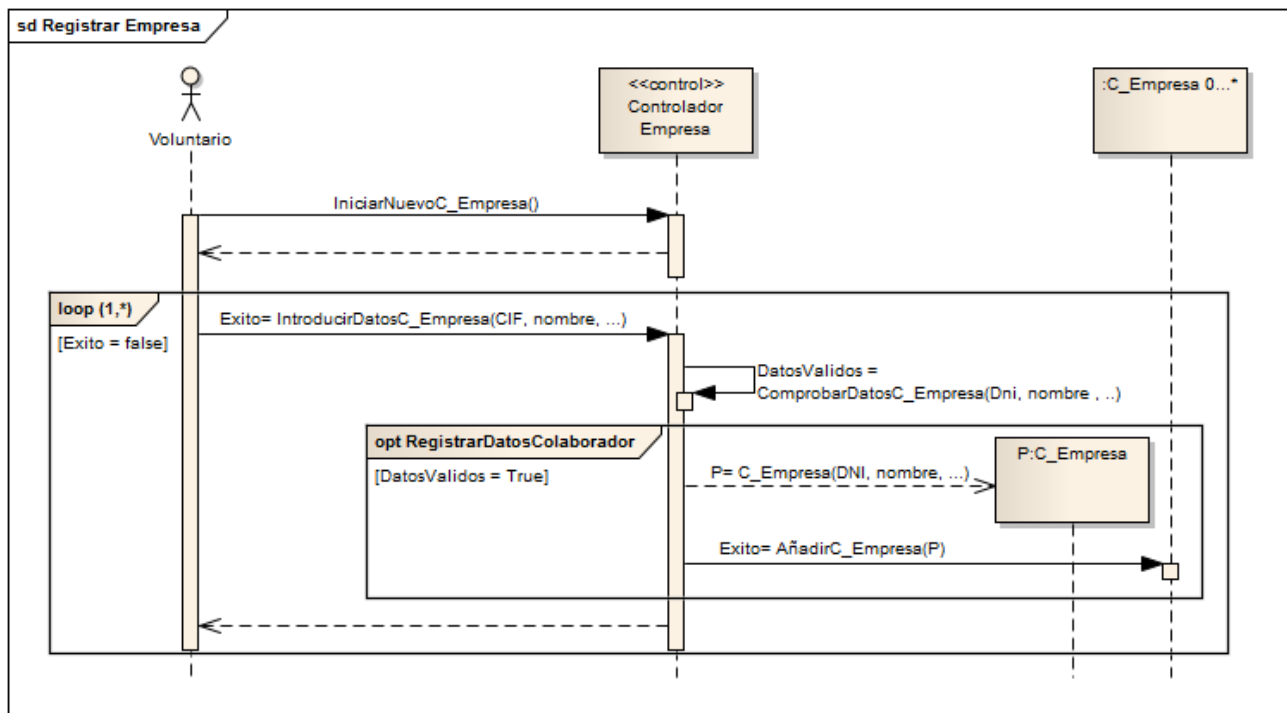 sd Registrar Empresa
Voluntario
<<control>>
Controlador
Empresa
:C_Empresa 0...*
IniciarNuevoC_Empresa()
loop (1,*)
[Exito = false]
Exito= IntroducirDatosC_Empresa(CIF, nombre, ...)
DatosValidos =
ComprobarDatosC_Empresa(Dni, nombre , ..)
opt RegistrarDatosColaborador
[DatosValidos = True]
P= C_Empresa(DNI, nombre, ...)
P:C_Empresa
Exito= AñadirC_Empresa(P)